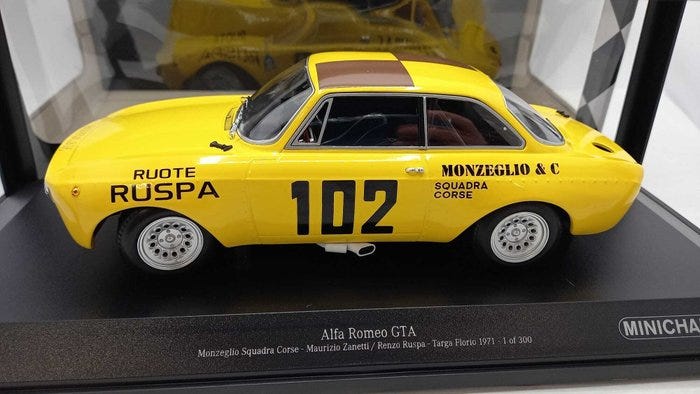 RUOTE
RUSPA
102
MONZEGLIO & C
SQUADRA
CORSE
Alfa Romeo GTA
Monzeglio Squadra Corse - Maurizio Zanetti / Renzo Ruspa - Targa Florio 1971 - 1 of 300